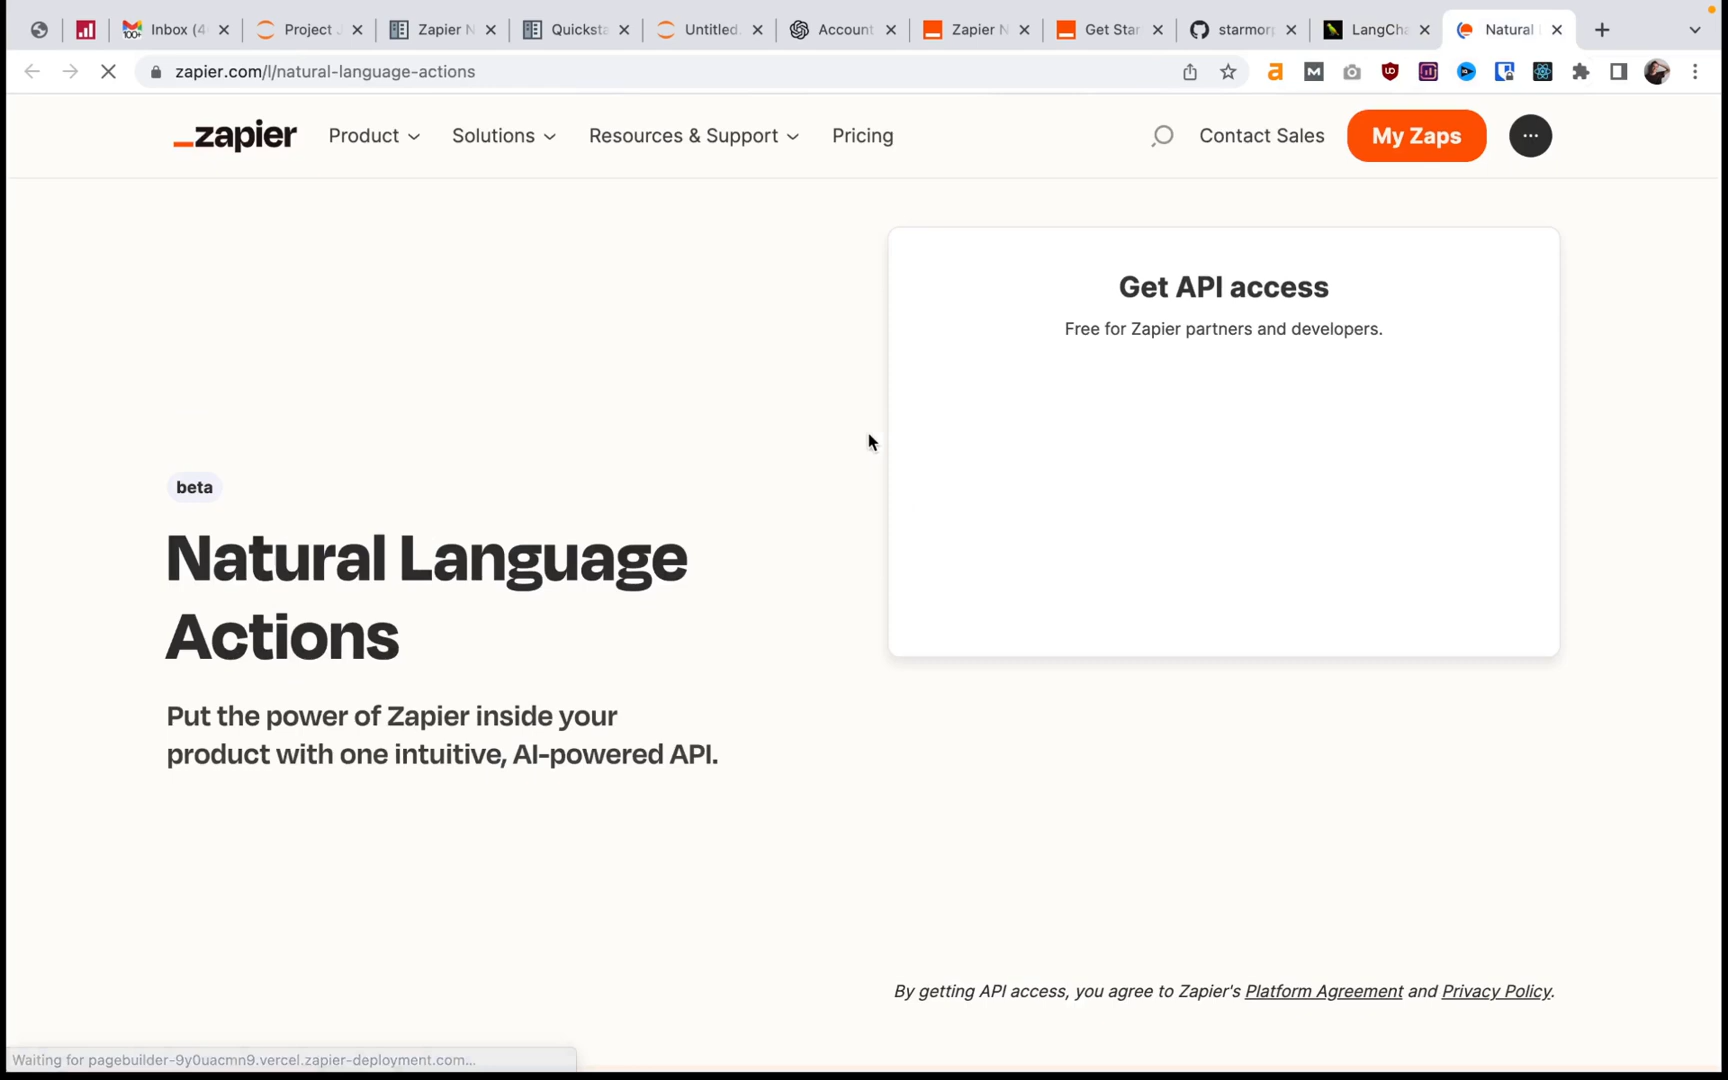 100+
Inbox (4
Project J
Zapier N
Quicksta
Untitled.
Account
Zapier N
Get Star
starmorp
LangCha
Natural
zapier.com/l/natural-language-actions
zapier
Product
Solutions
Resources & Support
Pricing
Contact Sales
My Zaps
Get API access
Free for Zapier partners and developers.
beta
Natural Language
Actions
Put the power of Zapier inside your
product with one intuitive, AI-powered API.
By getting API access, you agree to Zapier's Platform Agreement and Privacy Policy.
Waiting for pagebuilder-9y0uacmn9.vercel.zapier-deployment.com...